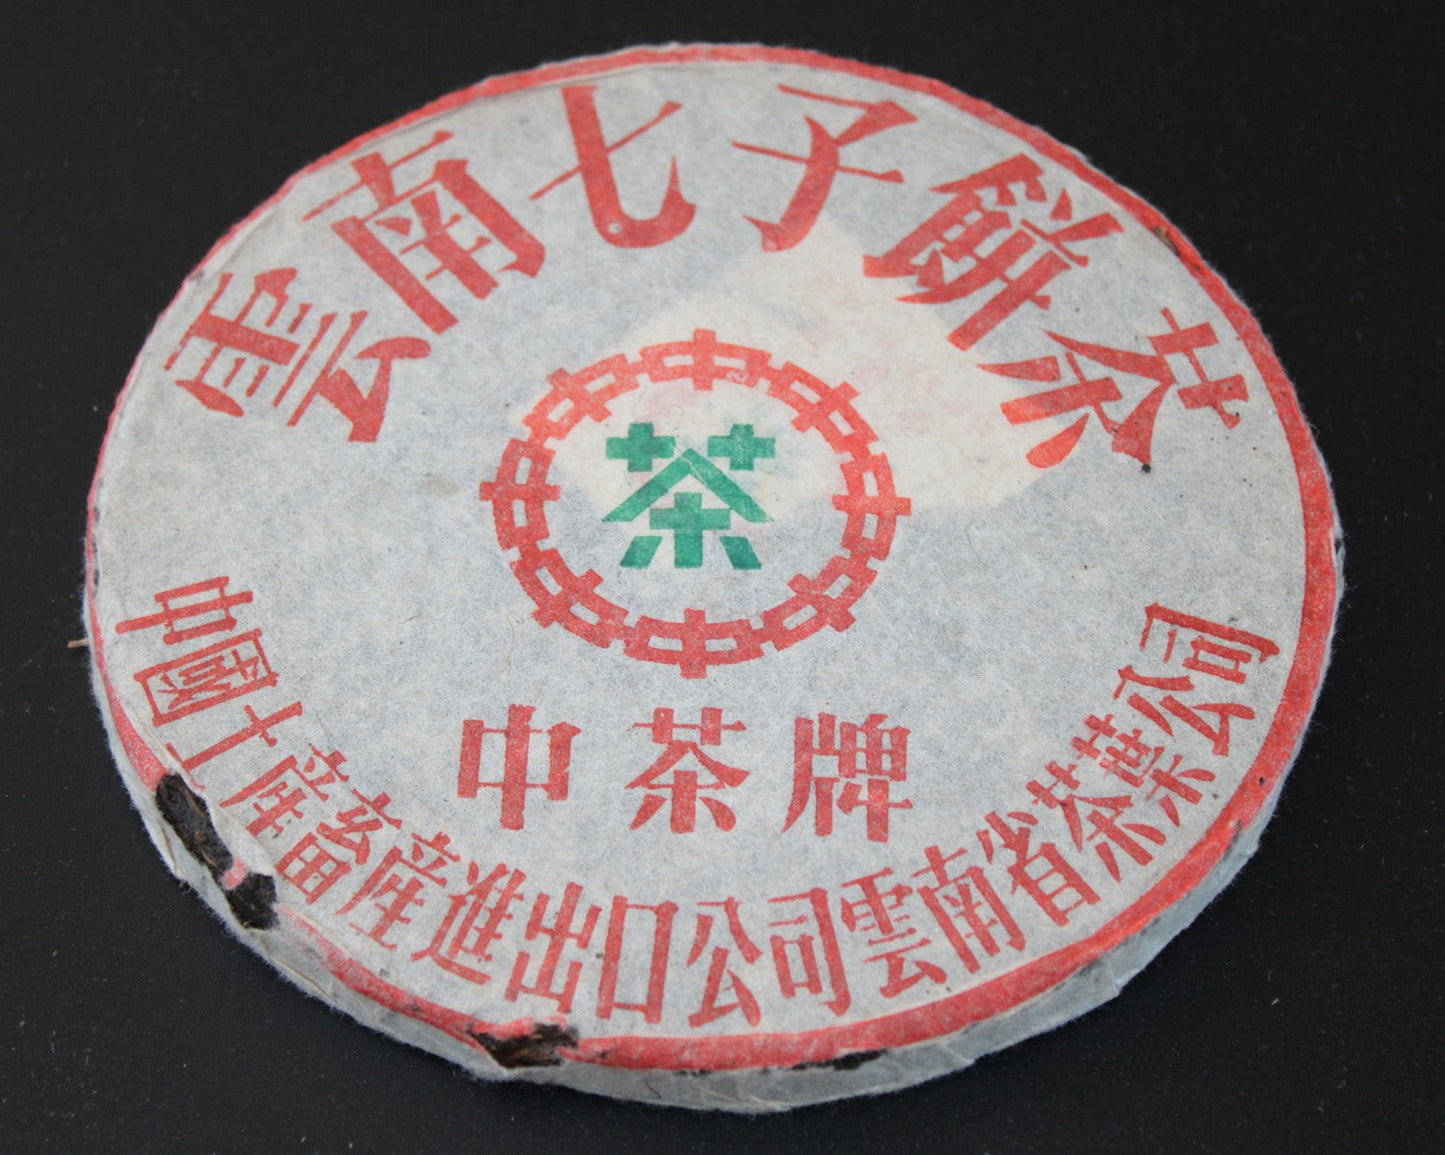 雲南七子餅茶
茶
中茶牌
中國土產畜產進出口公司雲南省茶葉公司